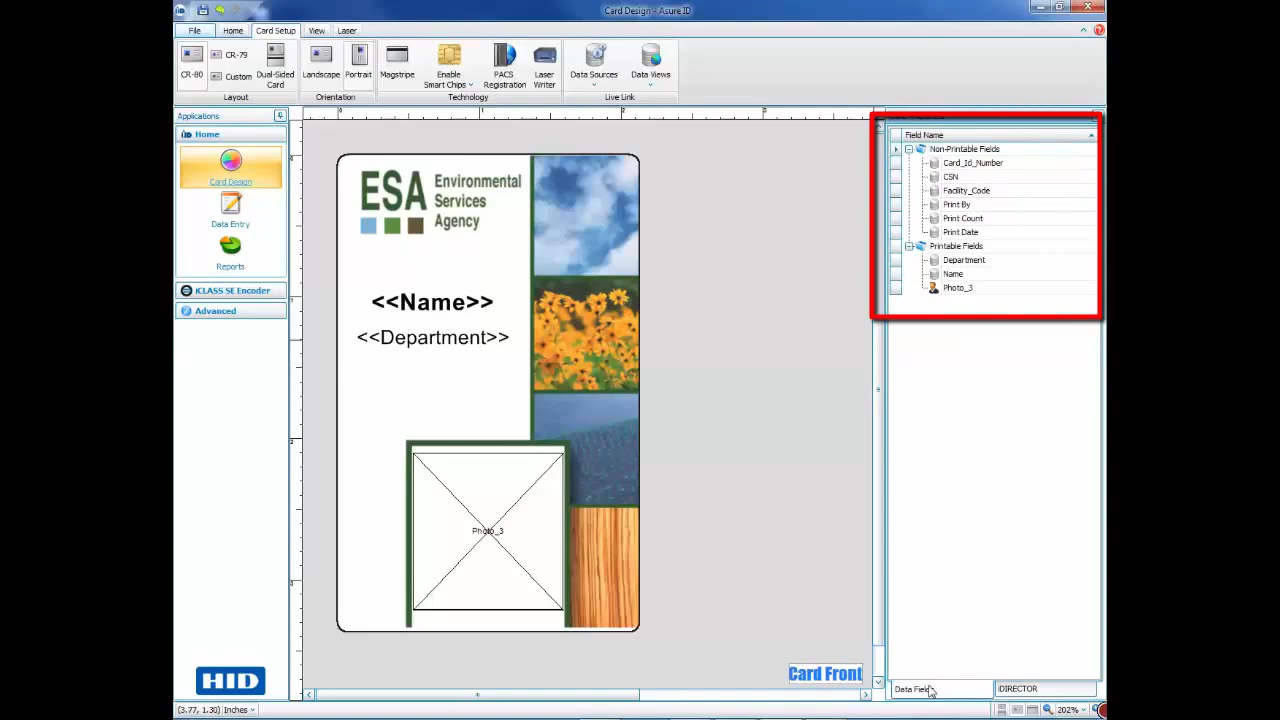 Card Design - Asure ID
File Home Card Setup View Laser
CR-80
CR-79
Custom
Dual-Sided
Card
Landscape
Portrait
Magstripe
Enable
Smart Chips
PACS
Registration
Laser
Writer
Data Sources
Data Views
Layout
Orientation
Technology
Live Link
Applications
Home
Card Design
Data Entry
Reports
iCLASS SE Encoder
Advanced
HID
ESA
Environmental
Services
Agency
<<Name>>
<<Department>>
Photo_3
Card Front
Field Name
Non-Printable Fields
Card_Id_Number
CSN
Facility_Code
Print By
Print Count
Print Date
Printable Fields
Department
Name
Photo_3
iDIRECTOR
(3.77, 1.30) Inches
202%